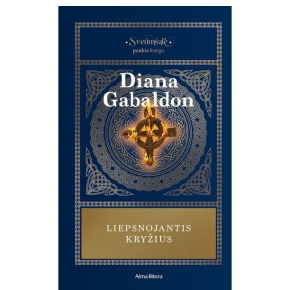 Svetimšalė
penkta knyga
Diana
Gabaldon
LIEPSNOJANTIS
KRYŽIUS
Alma littera